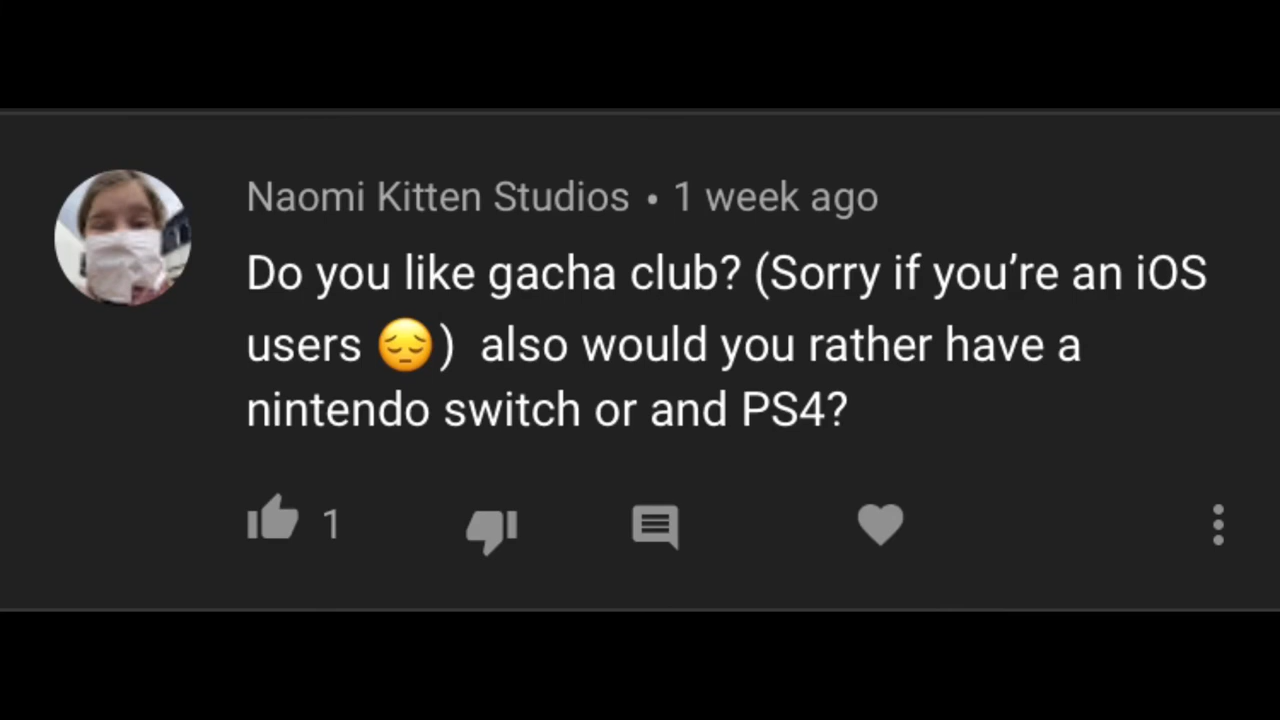 Naomi Kitten Studios • 1 week ago
Do you like gacha club? (Sorry if you’re an iOS
users 😔)  also would you rather have a
nintendo switch or and PS4?
1